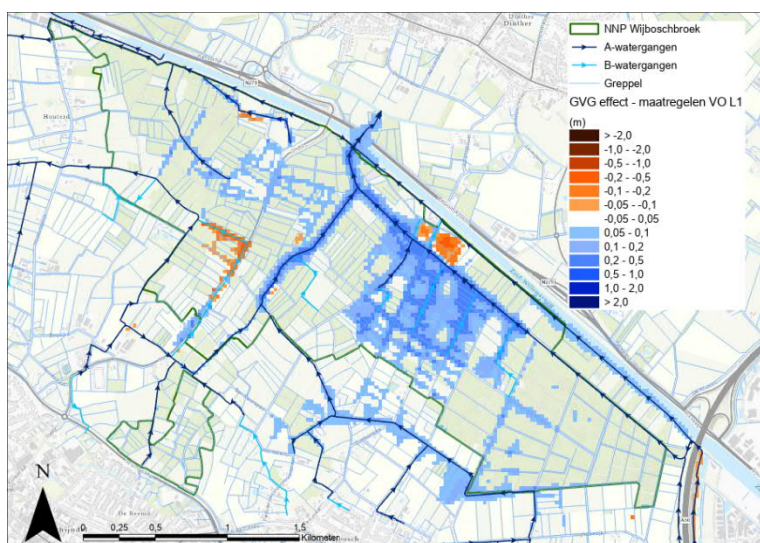 NNP Wijboschbroek
A-watergangen
B-watergangen
Greppel
GVG effect - maatregelen VO L1
(m)
> -2,0
-1,0 - -2,0
-0,5 - -1,0
-0,2 - -0,5
-0,1 - -0,2
-0,05 - -0,1
-0,05 - 0,05
0,05 - 0,1
0,1 - 0,2
0,2 - 0,5
0,5 - 1,0
1,0 - 2,0
> 2,0
Dinther
N279
N
0 0,25 0,5 1 1,5
Kilometer